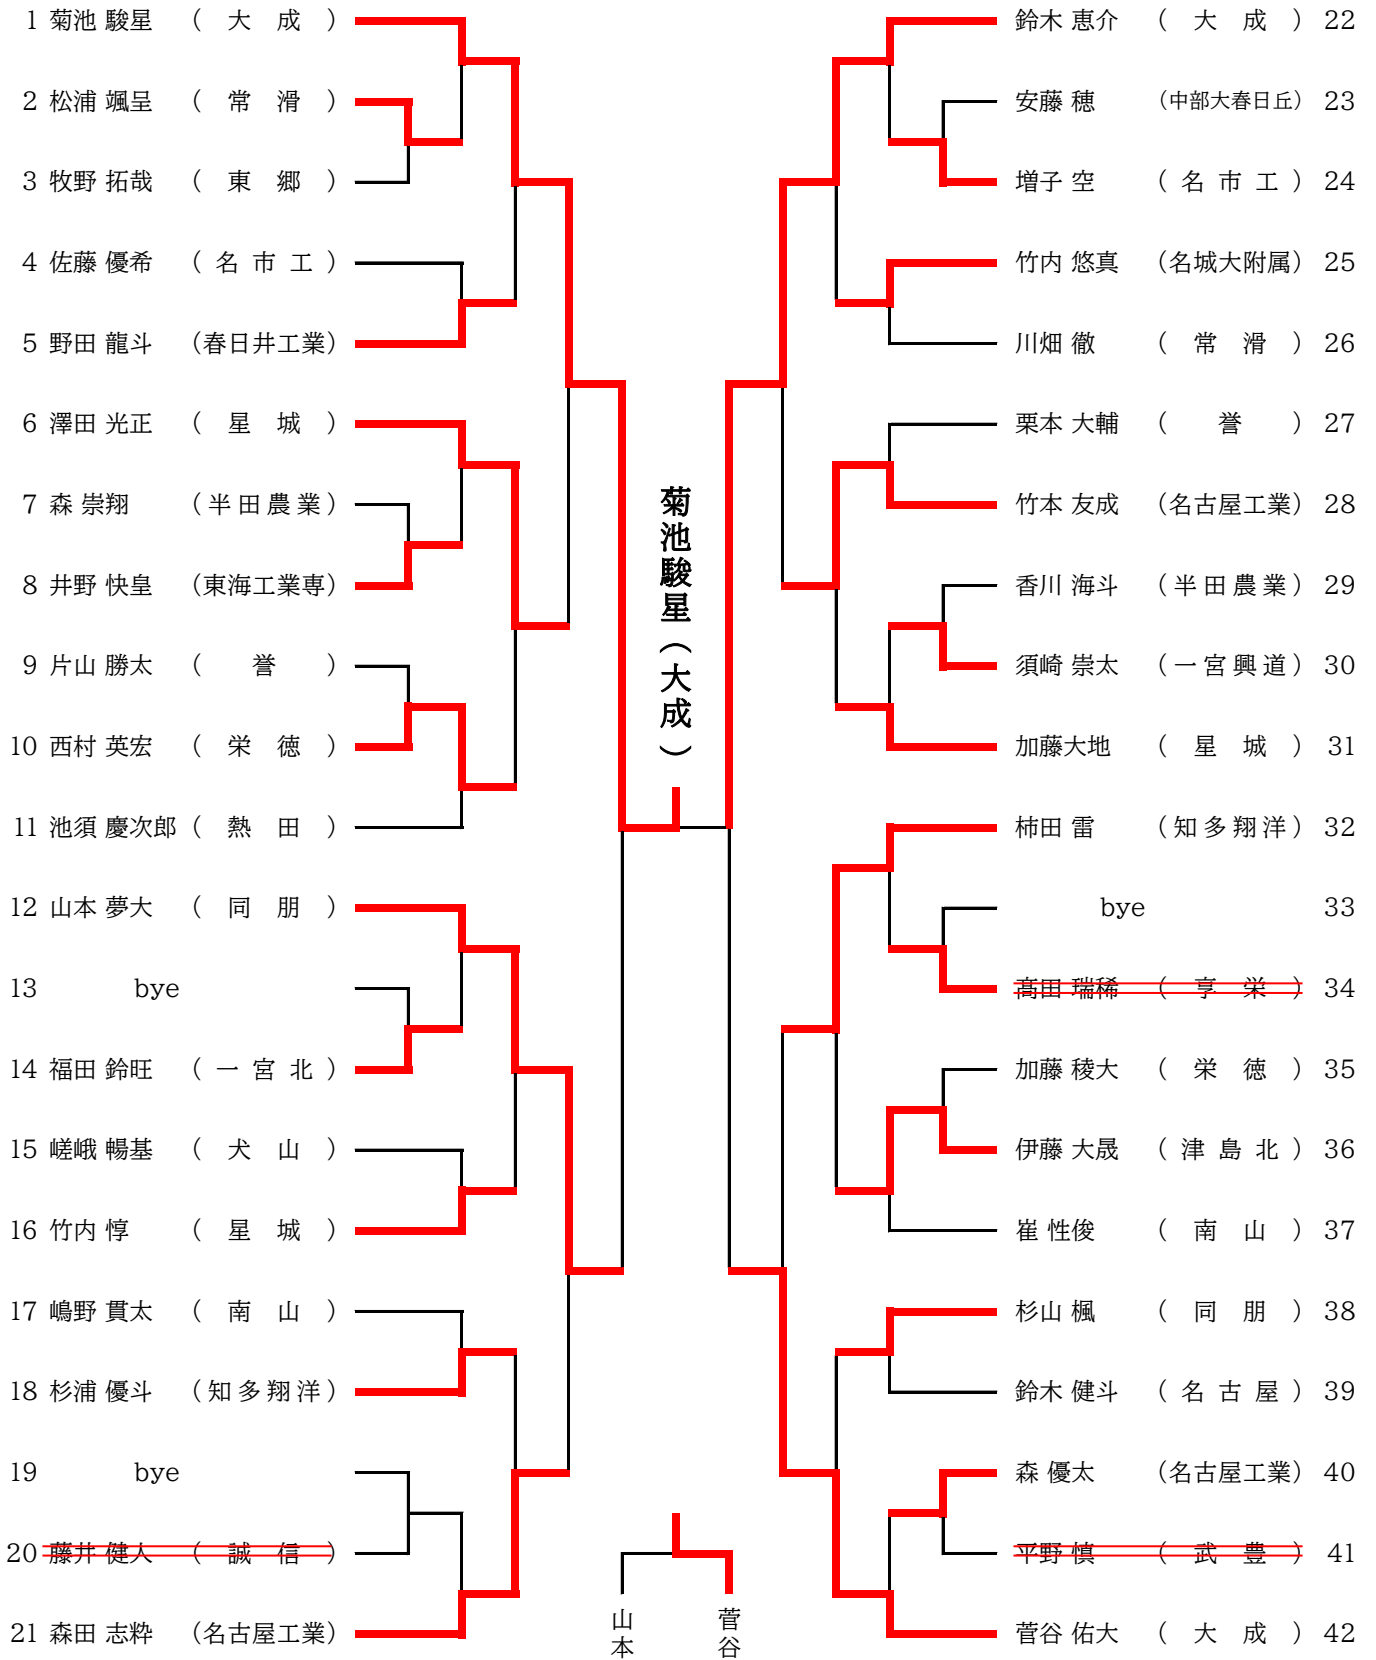 1 菊池 駿星 （ 大 成 ）
2 松浦 颯呈 （ 常 滑 ）
3 牧野 拓哉 （ 東 郷 ）
4 佐藤 優希 （ 名 市 工 ）
5 野田 龍斗 （春日井工業）
6 澤田 光正 （ 星 城 ）
7 森 崇翔 （半田農業）
8 井野 快皇 （東海工業専）
9 片山 勝太 （ 誉 ）
10 西村 英宏 （ 栄 徳 ）
11 池須 慶次郎 （ 熱 田 ）
12 山本 夢大 （ 同 朋 ）
13 bye
14 福田 鈴旺 （ 一 宮 北 ）
15 嵯峨 暢基 （ 犬 山 ）
16 竹内 惇 （ 星 城 ）
17 嶋野 貫太 （ 南 山 ）
18 杉浦 優斗 （知多翔洋）
19 bye
20 藤井 健人 （ 誠 信 ）
21 森田 志粋 （名古屋工業）
菊池駿星（大成）
山本
菅谷
鈴木 恵介 （ 大 成 ） 22
安藤 穂 （中部大春日丘） 23
増子 空 （ 名 市 工 ） 24
竹内 悠真 （名城大附属） 25
川畑 徹 （ 常 滑 ） 26
栗本 大輔 （ 誉 ） 27
竹本 友成 （名古屋工業） 28
香川 海斗 （半田農業） 29
須崎 崇太 （一宮興道） 30
加藤大地 （ 星 城 ） 31
柿田 雷 （知多翔洋） 32
bye 33
髙田 瑞稀 （ 享 栄 ） 34
加藤 稜大 （ 栄 徳 ） 35
伊藤 大晟 （ 津 島 北 ） 36
崔 性俊 （ 南 山 ） 37
杉山 楓 （ 同 朋 ） 38
鈴木 健斗 （ 名 古 屋 ） 39
森 優太 （名古屋工業） 40
平野 慎 （ 武 豊 ） 41
菅谷 佑大 （ 大 成 ） 42